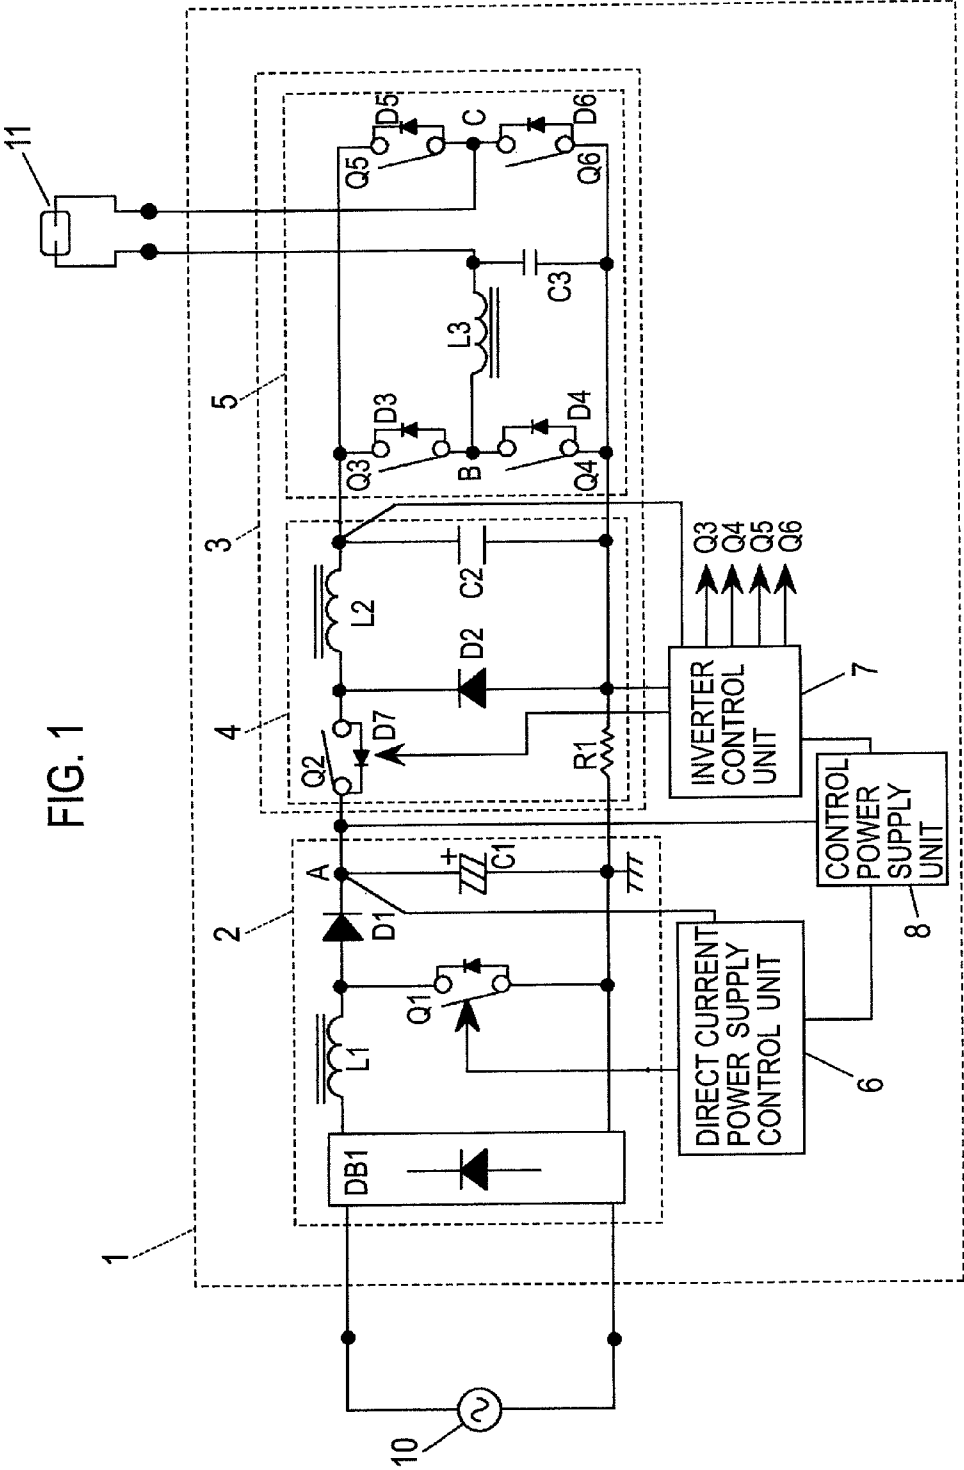 FIG. 1
1
2
3
4
5
10
11
DB1
L1
Q1
D1
A
+
C1
Q2
D7
L2
D2
C2
R1
Q3
D3
B
Q4
D4
L3
C3
Q5
D5
C
Q6
D6
DIRECT CURRENT
POWER SUPPLY
CONTROL UNIT
6
CONTROL
POWER
SUPPLY
UNIT
8
INVERTER
CONTROL
UNIT
7
Q3
Q4
Q5
Q6